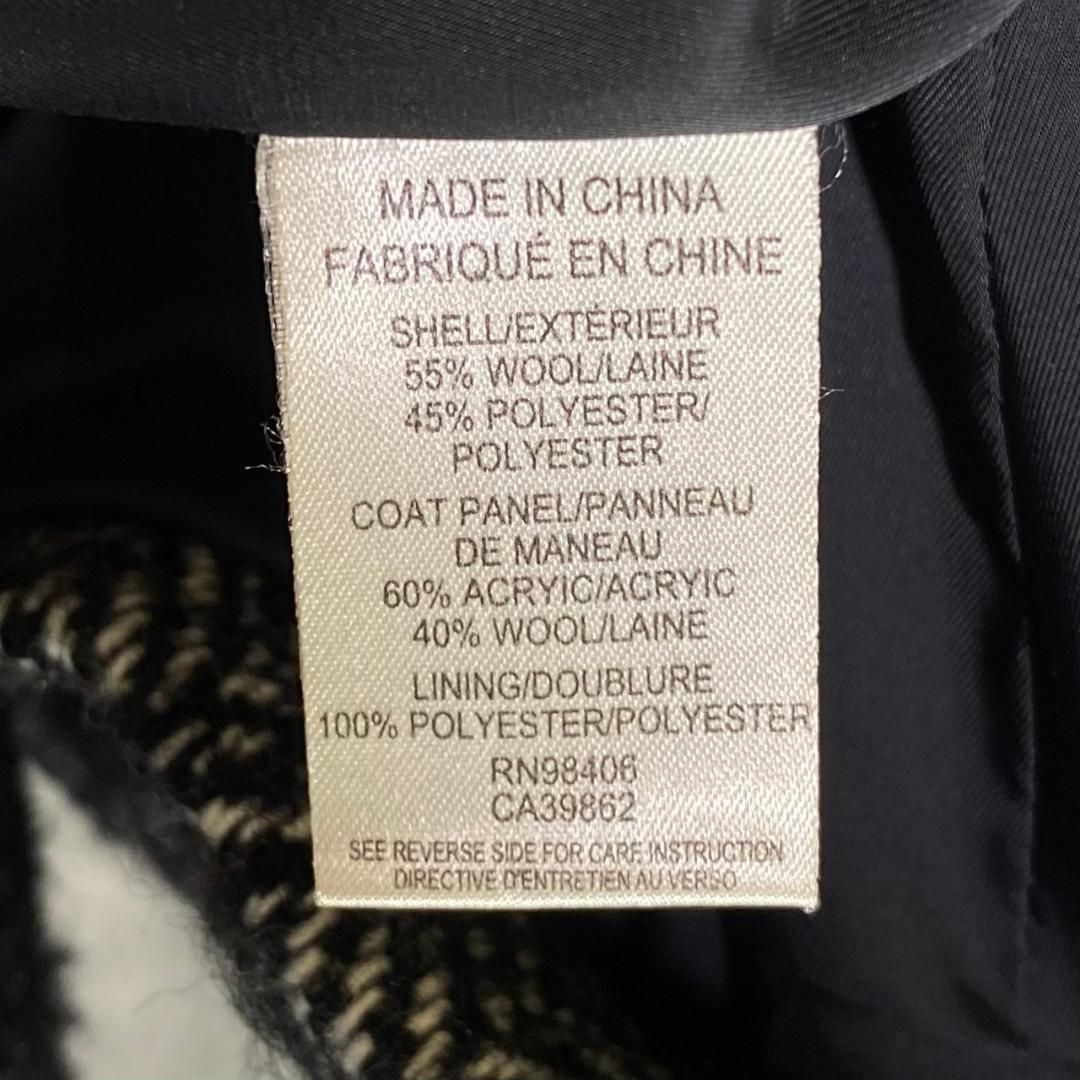 MADE IN CHINA
FABRIQUÉ EN CHINE
SHELL/EXTÉRIEUR
55% WOOL/LAINE
45% POLYESTER/
POLYESTER
COAT PANEL/PANNEAU
DE MANEAU
60% ACRYIC/ACRYIC
40% WOOL/LAINE
LINING/DOUBLURE
100% POLYESTER/POLYESTER
RN98406
CA39862
SEE REVERSE SIDE FOR CARE INSTRUCTION
DIRECTIVE D'ENTRETIEN AU VERSO